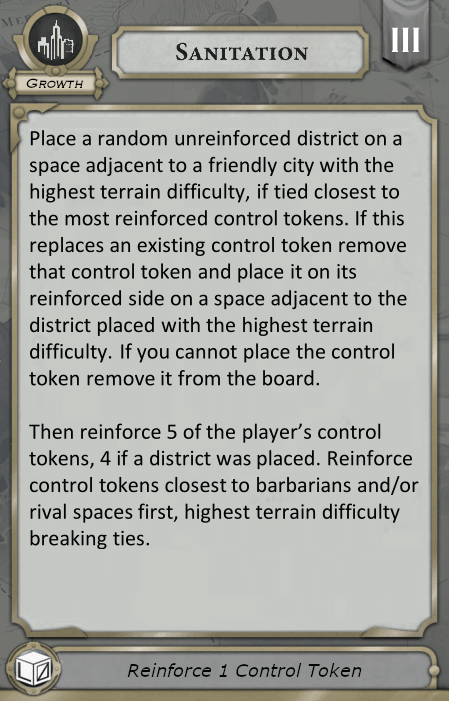 III
SANITATION
GROWTH
Place a random unreinforced district on a
space adjacent to a friendly city with the
highest terrain difficulty, if tied closest to
the most reinforced control tokens. If this
replaces an existing control token remove
that control token and place it on its
reinforced side on a space adjacent to the
district placed with the highest terrain
difficulty. If you cannot place the control
token remove it from the board.
Then reinforce 5 of the player's control
tokens, 4 if a district was placed. Reinforce
control tokens closest to barbarians and/or
rival spaces first, highest terrain difficulty
breaking ties.
Reinforce 1 Control Token